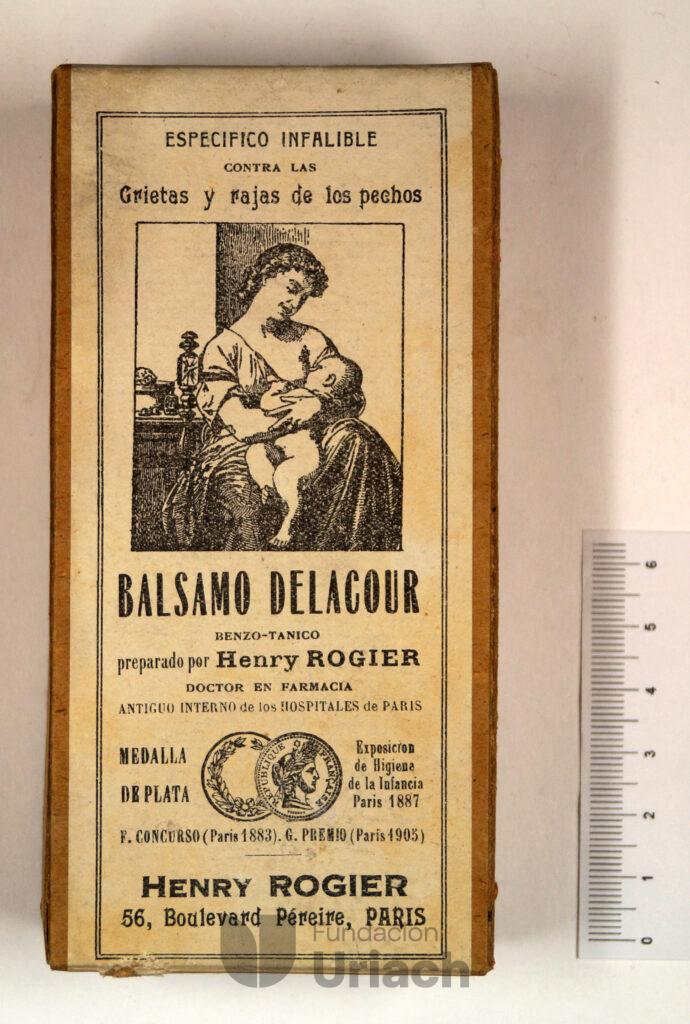 ESPECIFICO INFALIBLE
CONTRA LAS
Grietas y rajas de los pechos
BALSAMO DELACOUR
BENZO-TANICO
preparado por Henry ROGIER
DOCTOR EN FARMACIA
ANTIGUO INTERNO de los HOSPITALES de PARIS
MEDALLA
DE PLATA
REPUBLIQUE FRANÇAISE
Exposicion
de Higiene
de la Infancia
Paris 1887
F. CONCURSO (Paris 1883). G. PREMIO (Paris 1905)
HENRY ROGIER
56, Boulevard Péreire, PARIS
Fundación
Uriach
6
5
4
3
2
1
0